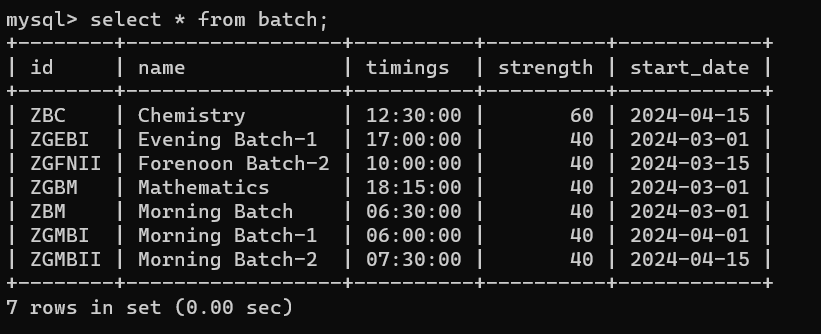 mysql> select * from batch;
+--------+------------------+----------+----------+------------+
| id     | name             | timings  | strength | start_date |
+--------+------------------+----------+----------+------------+
| ZBC    | Chemistry        | 12:30:00 |       60 | 2024-04-15 |
| ZGEBI  | Evening Batch-1  | 17:00:00 |       40 | 2024-03-01 |
| ZGFNII | Forenoon Batch-2 | 10:00:00 |       40 | 2024-03-15 |
| ZGBM   | Mathematics      | 18:15:00 |       40 | 2024-03-01 |
| ZBM    | Morning Batch    | 06:30:00 |       40 | 2024-03-01 |
| ZGMBI  | Morning Batch-1  | 06:00:00 |       40 | 2024-04-01 |
| ZGMBII | Morning Batch-2  | 07:30:00 |       40 | 2024-04-15 |
+--------+------------------+----------+----------+------------+
7 rows in set (0.00 sec)